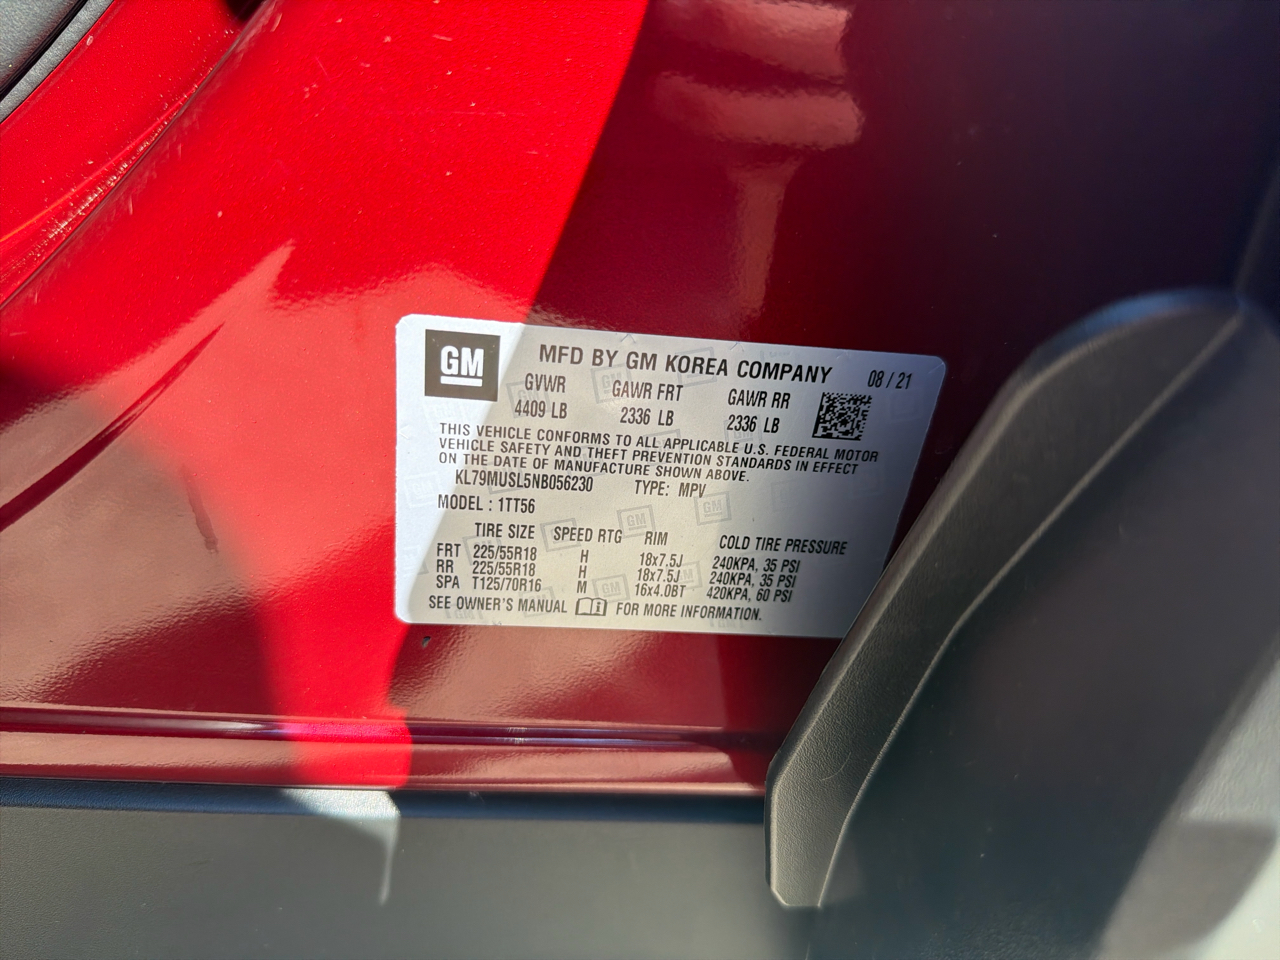 GM
MFD BY GM KOREA COMPANY 08 / 21
GVWR GAWR FRT GAWR RR
4409 LB 2336 LB 2336 LB
THIS VEHICLE CONFORMS TO ALL APPLICABLE U.S. FEDERAL MOTOR
VEHICLE SAFETY AND THEFT PREVENTION STANDARDS IN EFFECT
ON THE DATE OF MANUFACTURE SHOWN ABOVE.
KL79MUSL5NB056230 TYPE: MPV
MODEL : 1TT56
TIRE SIZE SPEED RTG RIM COLD TIRE PRESSURE
FRT 225/55R18 H 18x7.5J 240KPA, 35 PSI
RR 225/55R18 H 18x7.5J 240KPA, 35 PSI
SPA T125/70R16 M 16x4.0BT 420KPA, 60 PSI
SEE OWNER'S MANUAL FOR MORE INFORMATION.